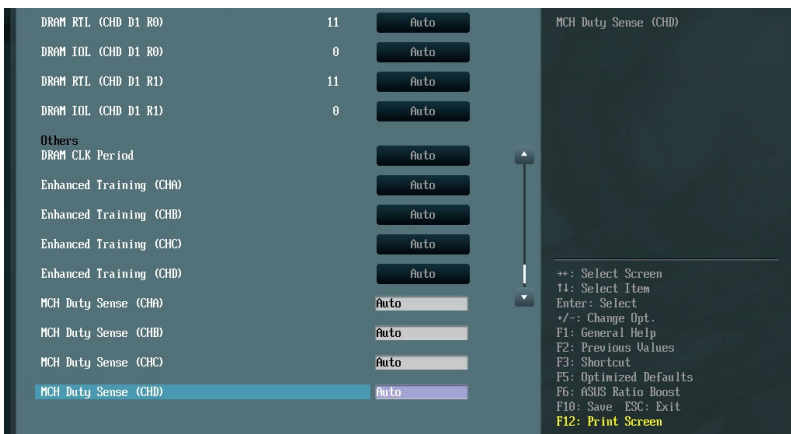 DRAM RTL (CHD D1 R0) 11 Auto
DRAM IOL (CHD D1 R0) 0 Auto
DRAM RTL (CHD D1 R1) 11 Auto
DRAM IOL (CHD D1 R1) 0 Auto
Others
DRAM CLK Period Auto
Enhanced Training (CHA) Auto
Enhanced Training (CHB) Auto
Enhanced Training (CHC) Auto
Enhanced Training (CHD) Auto
MCH Duty Sense (CHA) Auto
MCH Duty Sense (CHB) Auto
MCH Duty Sense (CHC) Auto
MCH Duty Sense (CHD) Auto
MCH Duty Sense (CHD)
→←: Select Screen
↑↓: Select Item
Enter: Select
+/-: Change Opt.
F1: General Help
F2: Previous Values
F3: Shortcut
F5: Optimized Defaults
F6: ASUS Ratio Boost
F10: Save ESC: Exit
F12: Print Screen